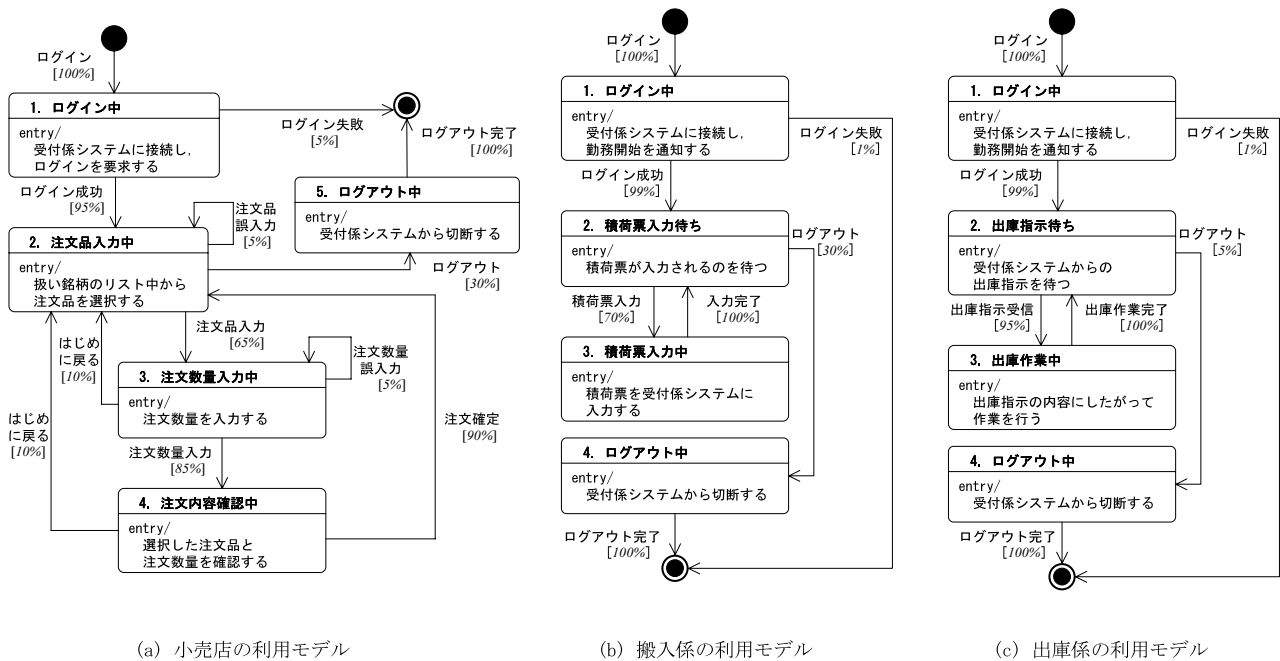 ログイン
[100%]
1. ログイン中
entry/
受付係システムに接続し,
ログインを要求する
ログイン失敗
[5%]
ログアウト完了
[100%]
ログイン成功
[95%]
注文品
誤入力
[5%]
5. ログアウト中
entry/
受付係システムから切断する
2. 注文品入力中
entry/
扱い銘柄のリスト中から
注文品を選択する
ログアウト
[30%]
注文品入力
[65%]
はじめ
に戻る
[10%]
注文数量
誤入力
[5%]
3. 注文数量入力中
entry/
注文数量を入力する
はじめ
に戻る
[10%]
注文確定
[90%]
注文数量入力
[85%]
4. 注文内容確認中
entry/
選択した注文品と
注文数量を確認する
(a) 小売店の利用モデル
ログイン
[100%]
1. ログイン中
entry/
受付係システムに接続し,
勤務開始を通知する
ログイン失敗
[1%]
ログイン成功
[99%]
2. 積荷票入力待ち
entry/
積荷票が入力されるのを待つ
ログアウト
[30%]
積荷票入力
[70%]
入力完了
[100%]
3. 積荷票入力中
entry/
積荷票を受付係システムに
入力する
4. ログアウト中
entry/
受付係システムから切断する
ログアウト完了
[100%]
(b) 搬入係の利用モデル
ログイン
[100%]
1. ログイン中
entry/
受付係システムに接続し,
勤務開始を通知する
ログイン失敗
[1%]
ログイン成功
[99%]
2. 出庫指示待ち
entry/
受付係システムからの
出庫指示を待つ
ログアウト
[5%]
出庫指示受信
[95%]
出庫作業完了
[100%]
3. 出庫作業中
entry/
出庫指示の内容にしたがって
作業を行う
4. ログアウト中
entry/
受付係システムから切断する
ログアウト完了
[100%]
(c) 出庫係の利用モデル